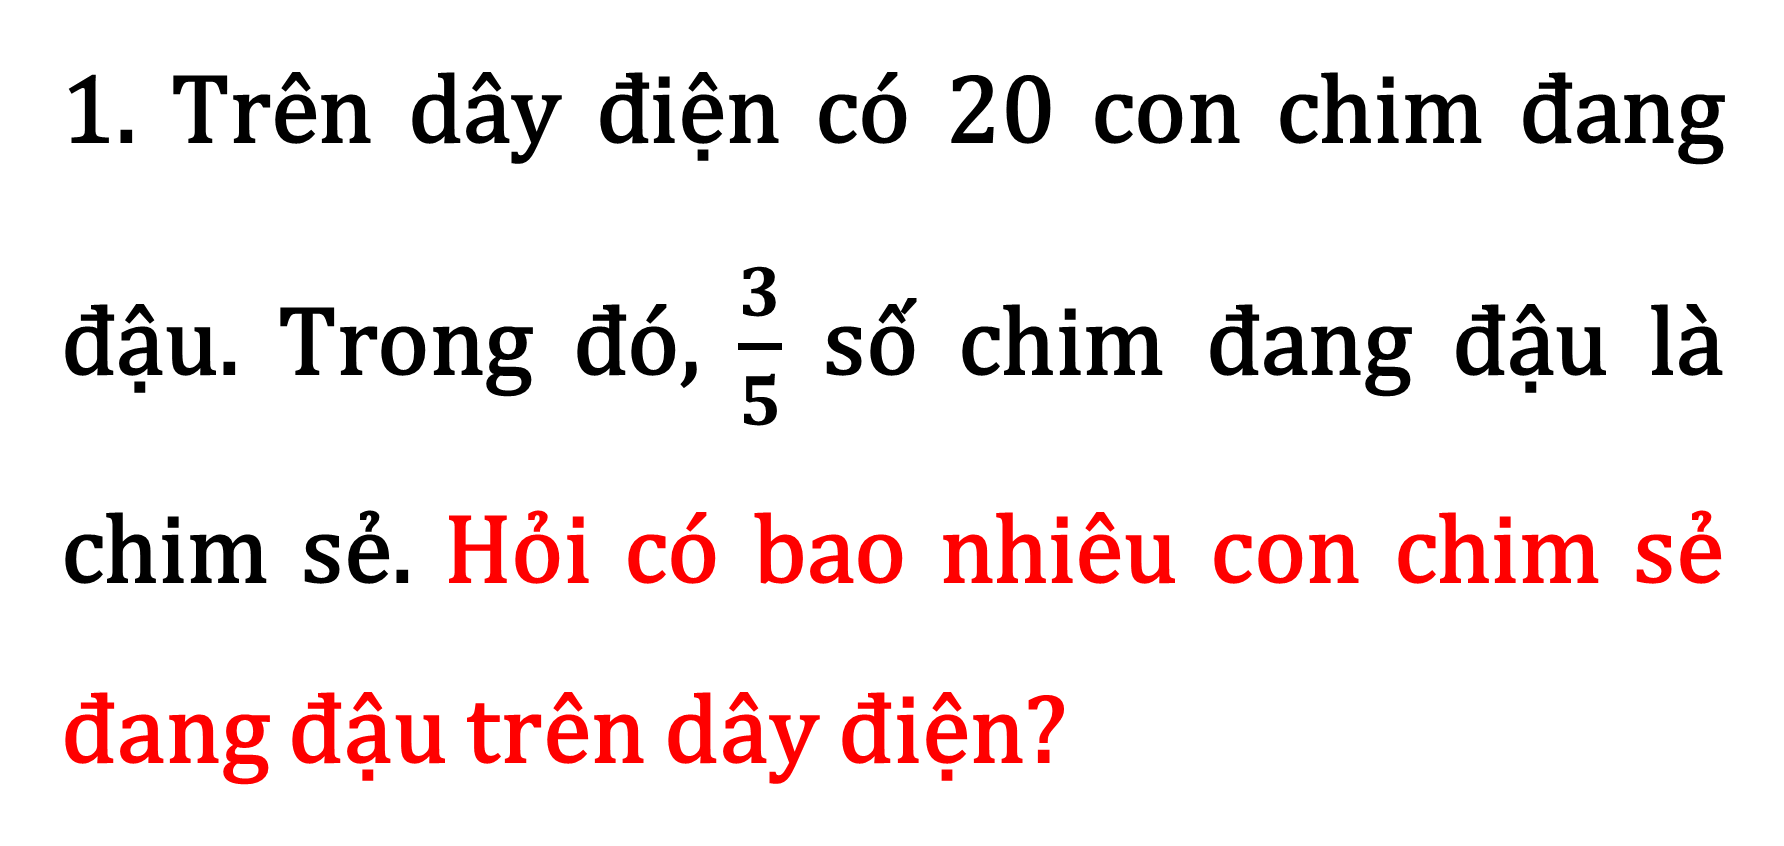 1. Trên dây điện có 20 con chim đang
đậu. Trong đó, 3/5 số chim đang đậu là
chim sẻ. Hỏi có bao nhiêu con chim sẻ
đang đậu trên dây điện?